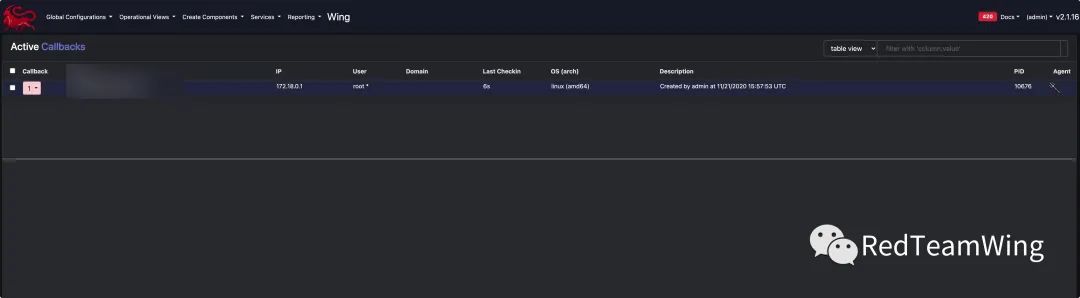 Global Configurations Operational Views Create Components Services Reporting Wing 420 Docs (admin) v2.1.16
Active Callbacks table view filter with 'column:value'
Callback IP User Domain Last Checkin OS (arch) Description PID Agent
1 172.18.0.1 root * 6s linux (amd64) Created by admin at 11/21/2020 15:57:53 UTC 10676
RedTeamWing